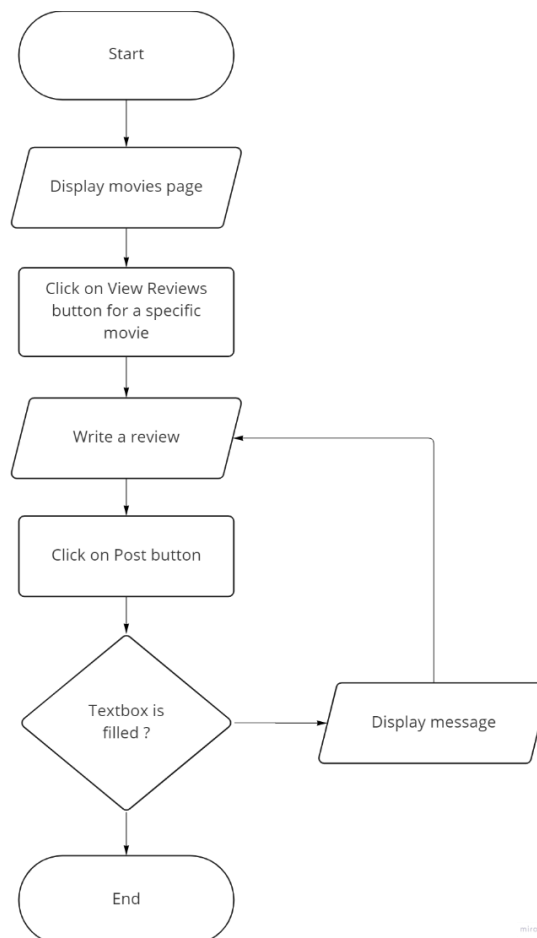 Start
Display movies page
Click on View Reviews
button for a specific
movie
Write a review
Click on Post button
Textbox is
filled ?
Display message
End
miro